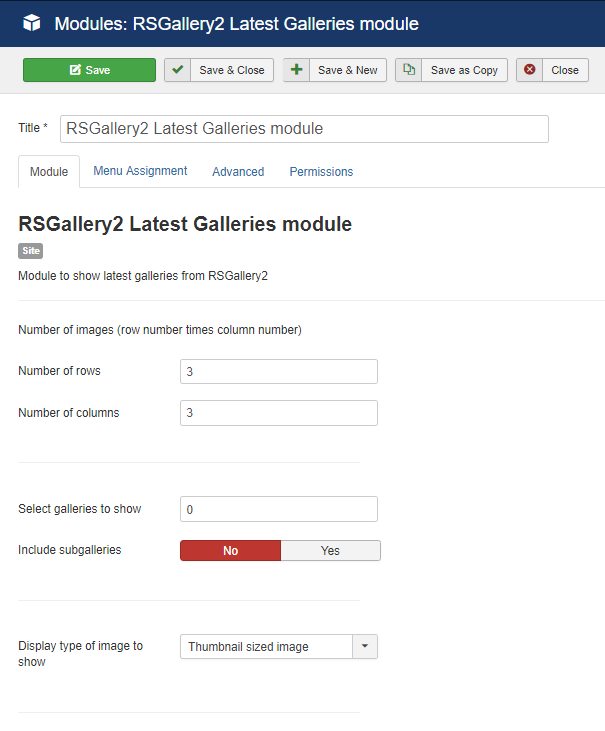 Modules: RSGallery2 Latest Galleries module
Save Save & Close Save & New Save as Copy Close
Title * RSGallery2 Latest Galleries module
Module Menu Assignment Advanced Permissions
RSGallery2 Latest Galleries module
Site
Module to show latest galleries from RSGallery2
Number of images (row number times column number)
Number of rows 3
Number of columns 3
Select galleries to show 0
Include subgalleries No Yes
Display type of image to Thumbnail sized image
show